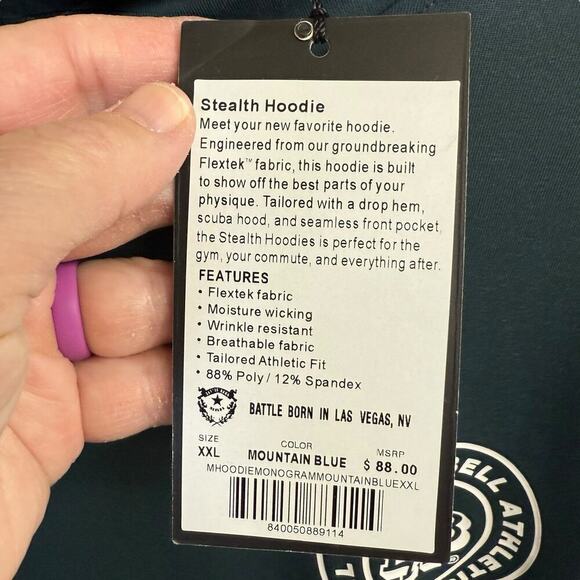 Stealth Hoodie
Meet your new favorite hoodie.
Engineered from our groundbreaking
Flextek™ fabric, this hoodie is built
to show off the best parts of your
physique. Tailored with a drop hem,
scuba hood, and seamless front pocket,
the Stealth Hoodies is perfect for the
gym, your commute, and everything after.
FEATURES
• Flextek fabric
• Moisture wicking
• Wrinkle resistant
• Breathable fabric
• Tailored Athletic Fit
• 88% Poly / 12% Spandex
BATTLE BORN IN LAS VEGAS, NV
SIZE COLOR MSRP
XXL MOUNTAIN BLUE $ 88.00
MHOODIEMONOGRAMMOUNTAINBLUEXXL
840050889114
SELL ATHLETI